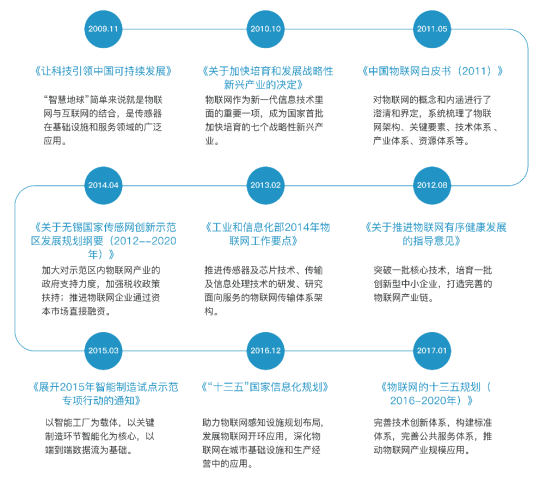 2009.11
2010.10
2011.05
《让科技引领中国可持续发展》
“智慧地球”简单来说就是物联
网与互联网的结合，是传感器
在基础设施和服务领域的广泛
应用。
《关于加快培育和发展战略性
新兴产业的决定》
物联网作为新一代信息技术里
面的重要一项，成为国家首批
加快培育的七个战略性新兴产
业。
《中国物联网白皮书（2011）》
对物联网的概念和内涵进行了
澄清和界定，系统梳理了物联
网架构、关键要素、技术体系、
产业体系、资源体系等。
2014.04
2013.02
2012.08
《关于无锡国家传感网创新示范
区发展规划纲要（2012--2020
年）》
加大对示范区内物联网产业的
政府支持力度，加强税收政策
扶持；推进物联网企业通过资
本市场直接融资。
《工业和信息化部2014年物
联网工作要点》
推进传感器及芯片技术、传输
及信息处理技术的研发、研究
面向服务的物联网传输体系架
构。
《关于推进物联网有序健康发展
的指导意见》
突破一批核心技术，培育一批
创新型中小企业，打造完善的
物联网产业链。
2015.03
2016.12
2017.01
《展开2015年智能制造试点示范
专项行动的通知》
以智能工厂为载体，以关键
制造环节智能化为核心，以
端到端数据流为基础。
《“十三五”国家信息化规划》
助力物联网感知设施规划布局，
发展物联网开环应用，深化物
联网在城市基础设施和生产经
营中的应用。
《物联网的十三五规划（
2016-2020年）》
完善技术创新体系，构建标准
体系，完善公共服务体系，推
动物联网产业规模应用。